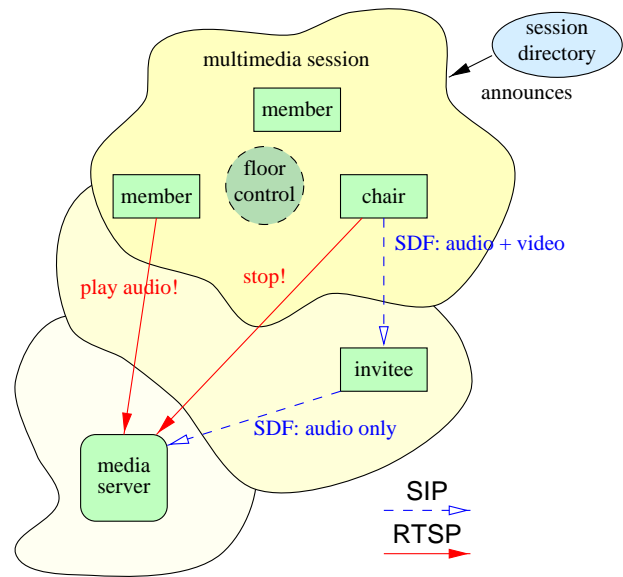 session
directory
multimedia session
announces
member
floor
control
member
chair
SDF: audio + video
play audio!
stop!
invitee
SDF: audio only
media
server
SIP
RTSP